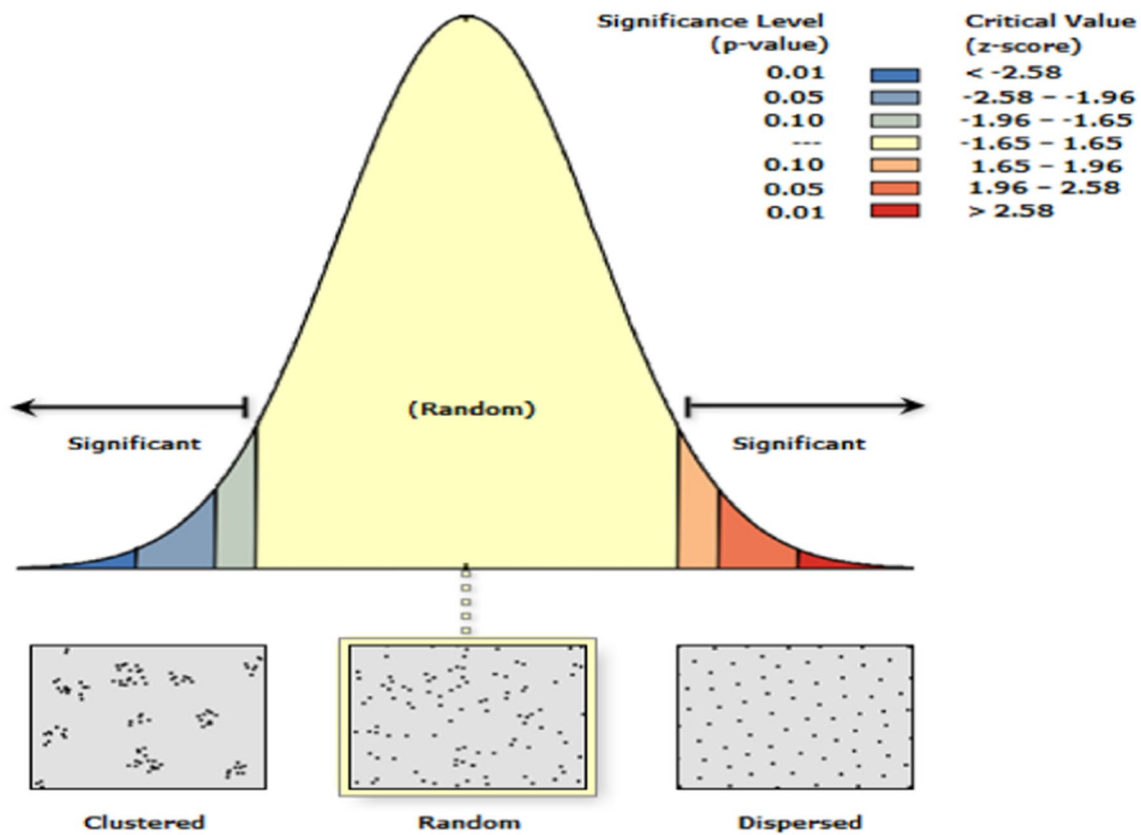 Significance Level Critical Value
(p-value) (z-score)
0.01 < -2.58
0.05 -2.58 – -1.96
0.10 -1.96 – -1.65
--- -1.65 – 1.65
0.10 1.65 – 1.96
0.05 1.96 – 2.58
0.01 > 2.58
(Random)
Significant Significant
Clustered Random Dispersed